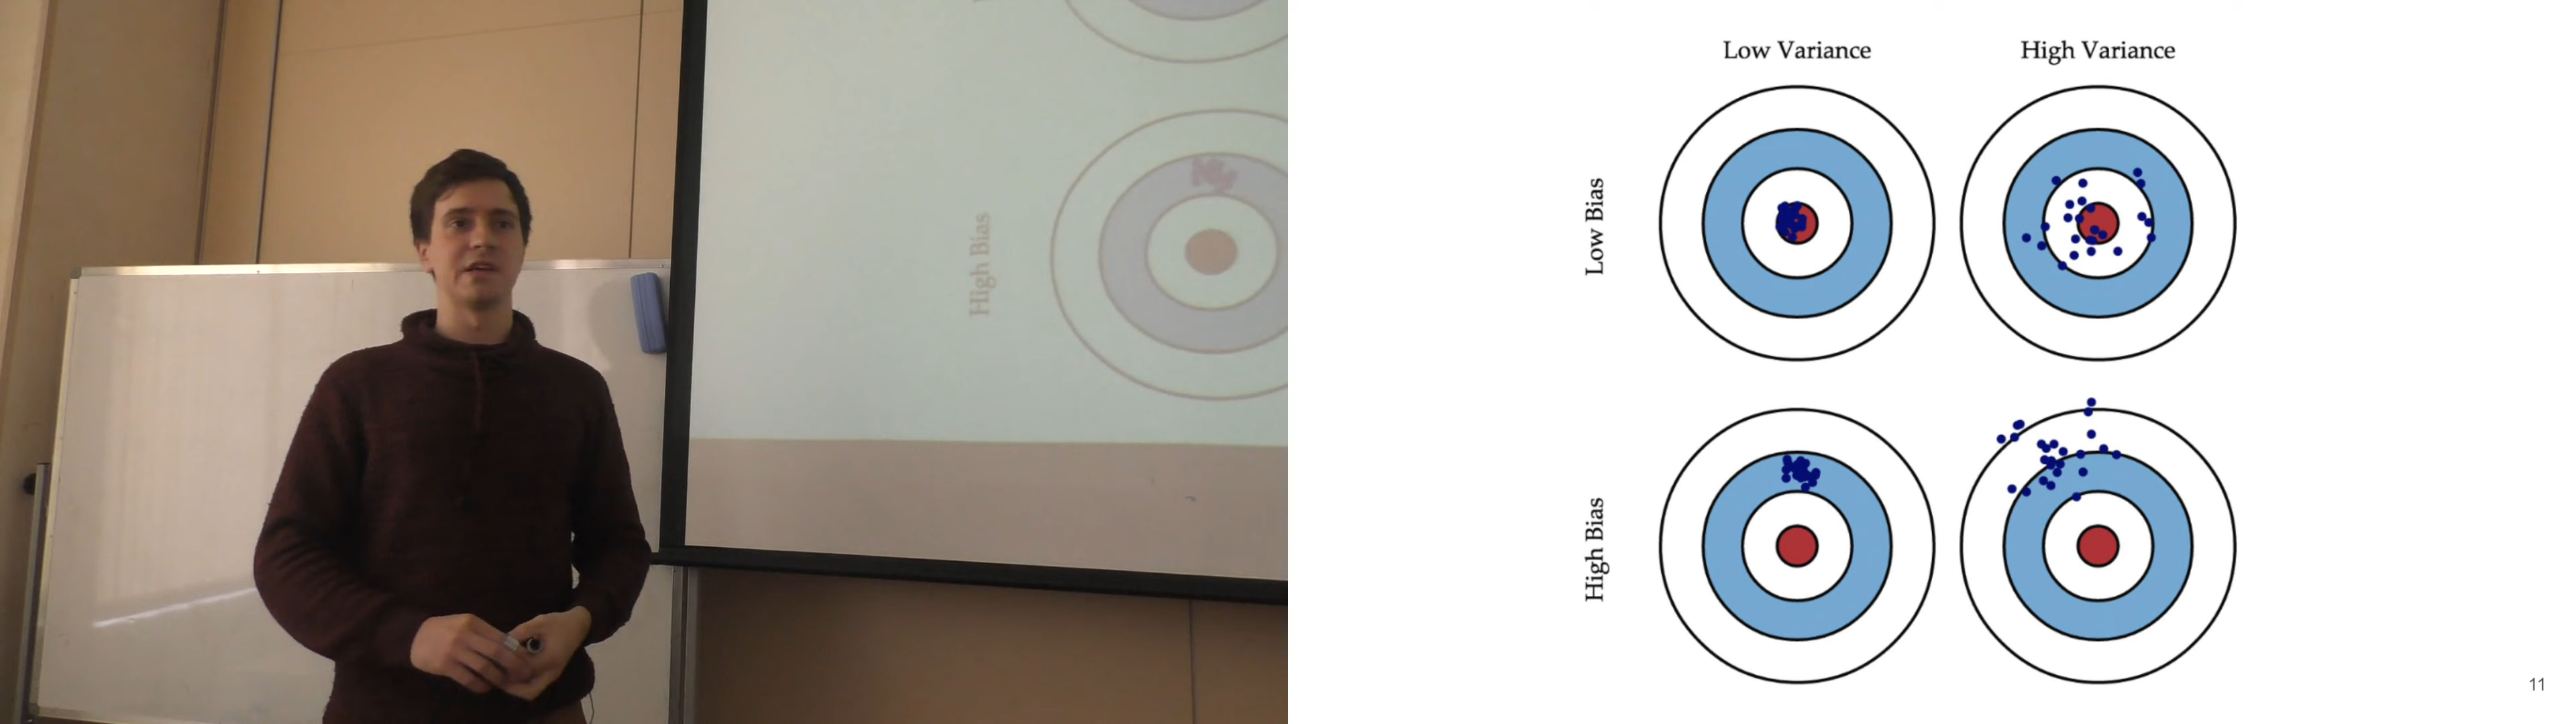 High Bias
Low Variance
High Variance
Low Bias
High Bias
11